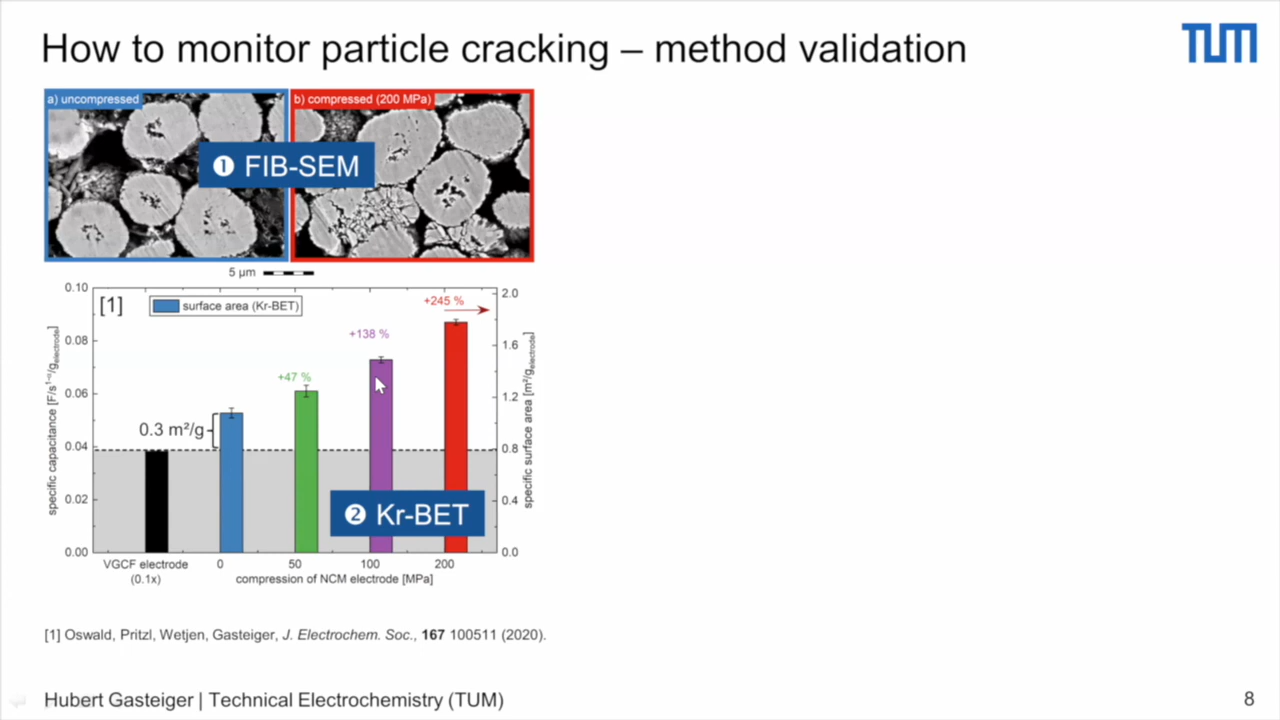 How to monitor particle cracking – method validation
TUM
a) uncompressed
b) compressed (200 MPa)
❶ FIB-SEM
5 µm
[1]
surface area (Kr-BET)
+245 %
+138 %
+47 %
0.3 m²/g
0.10
0.08
0.06
0.04
0.02
0.00
specific capacitance [F/s¹⁻ᵅ/gelectrode]
2.0
1.6
1.2
0.8
0.4
0.0
specific surface area [m²/gelectrode]
❷ Kr-BET
VGCF electrode
(0.1x)
0
50
100
200
compression of NCM electrode [MPa]
[1] Oswald, Pritzl, Wetjen, Gasteiger, J. Electrochem. Soc., 167 100511 (2020).
Hubert Gasteiger | Technical Electrochemistry (TUM)
8